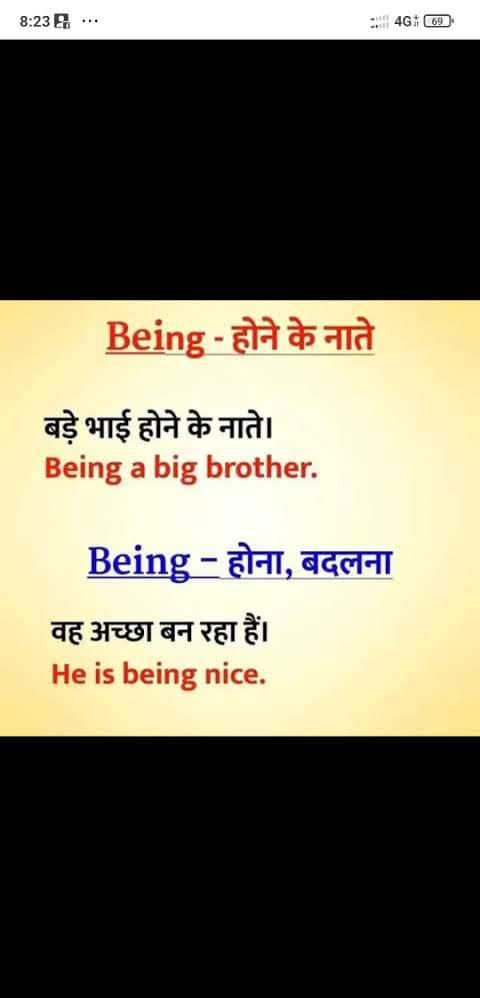 8:23 ...
4G 69
Being - होने के नाते
बड़े भाई होने के नाते।
Being a big brother.
Being – होना, बदलना
वह अच्छा बन रहा हैं।
He is being nice.